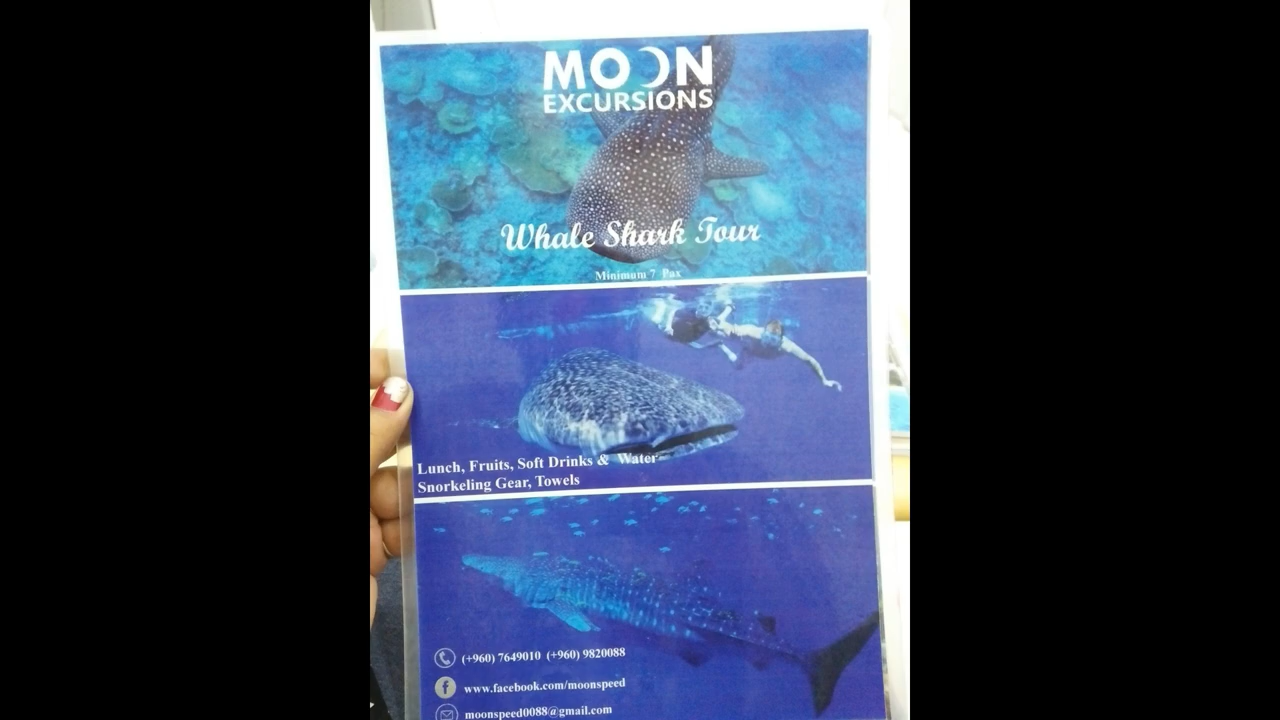 MOON
EXCURSIONS
Whale Shark Tour
Minimum 7 Pax
Lunch, Fruits, Soft Drinks & Water
Snorkeling Gear, Towels
(+960) 7649010 (+960) 9820088
www.facebook.com/moonspeed
moonspeed0088@gmail.com